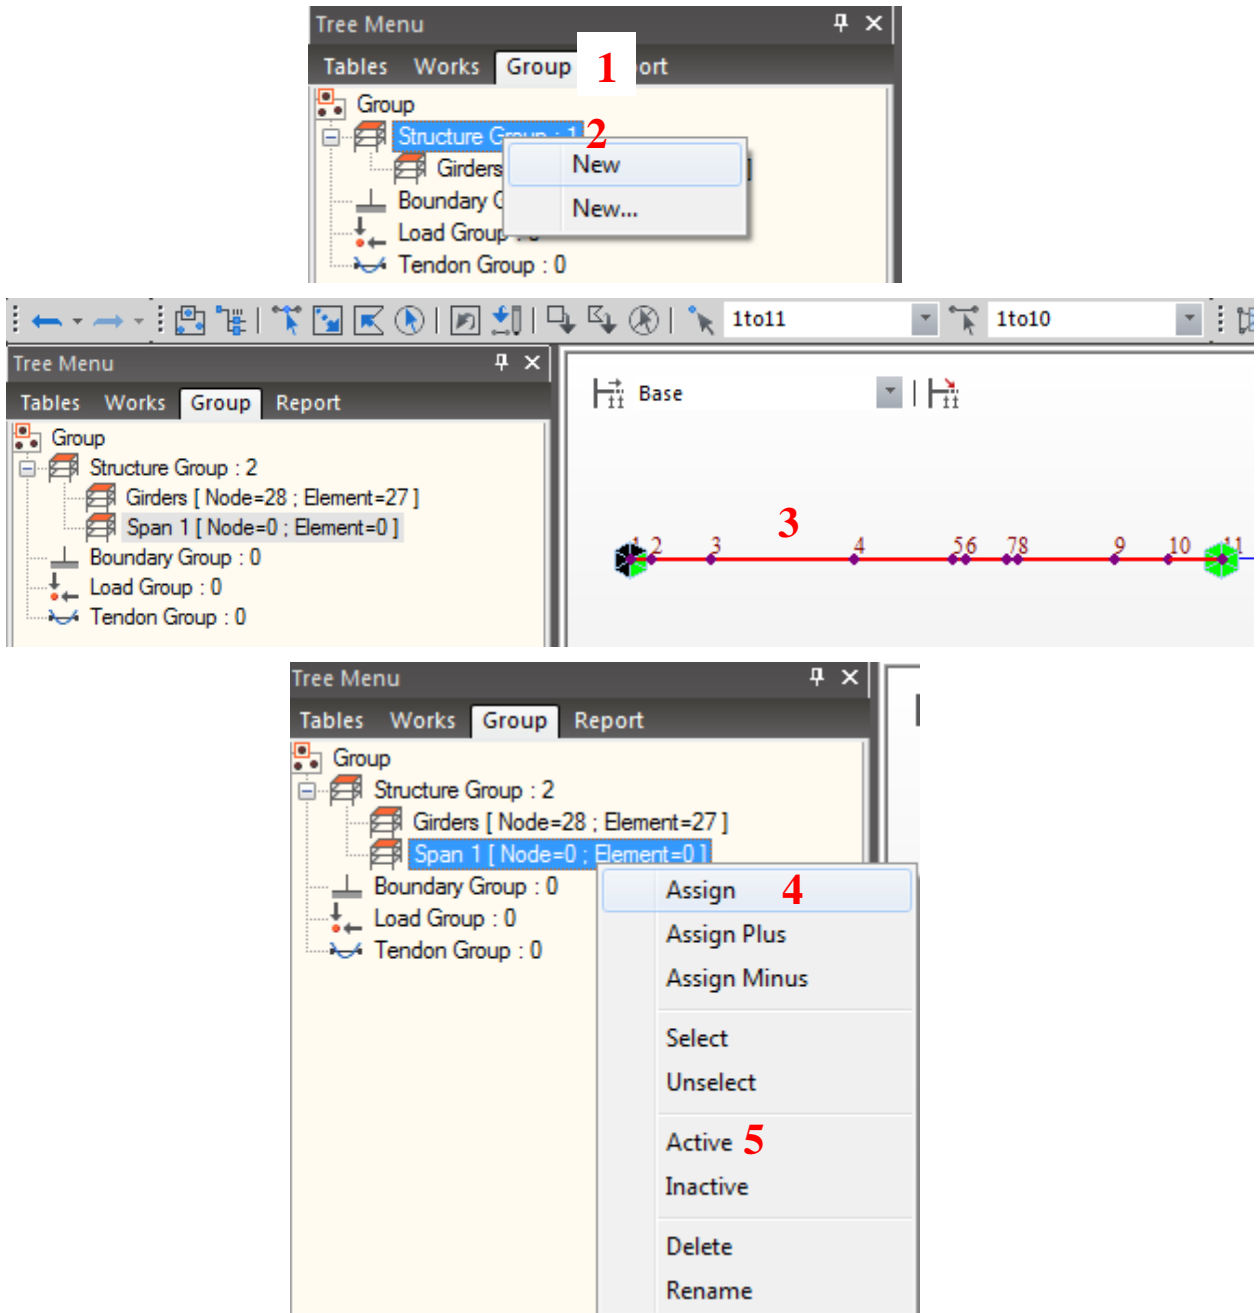 Tree Menu
Tables Works Group 1 ort
Group
Structure Group : 1 2
Girders ]
New
Boundary
New...
Load Group : 0
Tendon Group : 0
1to11 1to10
Tree Menu
Tables Works Group Report
Base
Group
Structure Group : 2
Girders [ Node=28 ; Element=27 ]
Span 1 [ Node=0 ; Element=0 ]
Boundary Group : 0
Load Group : 0
Tendon Group : 0
3
1 2 3 4 5 6 7 8 9 10 11
Tree Menu
Tables Works Group Report
Group
Structure Group : 2
Girders [ Node=28 ; Element=27 ]
Span 1 [ Node=0 ; Element=0 ]
Boundary Group : 0
Load Group : 0
Tendon Group : 0
Assign 4
Assign Plus
Assign Minus
Select
Unselect
Active 5
Inactive
Delete
Rename